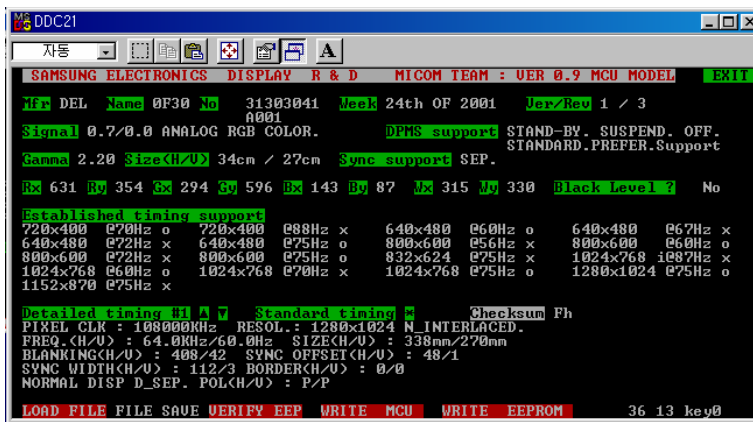 DDC21
자동
A
SAMSUNG ELECTRONICS DISPLAY R & D MICOM TEAM : VER 0.9 MCU MODEL EXIT
Mfr DEL Name 0F30 No 31303041 Week 24th OF 2001 Ver/Rev 1 / 3
A001
Signal 0.7/0.0 ANALOG RGB COLOR. DPMS support STAND-BY. SUSPEND. OFF.
STANDARD.PREFER.Support
Gamma 2.20 Size(H/V) 34cm / 27cm Sync support SEP.
Rx 631 Ry 354 Gx 294 Gy 596 Bx 143 By 87 Wx 315 Wy 330 Black Level ? No
Established timing support
720x400 @70Hz o 720x400 @88Hz x 640x480 @60Hz o 640x480 @67Hz x
640x480 @72Hz x 640x480 @75Hz o 800x600 @56Hz x 800x600 @60Hz o
800x600 @72Hz x 800x600 @75Hz o 832x624 @75Hz x 1024x768 i@87Hz x
1024x768 @60Hz o 1024x768 @70Hz x 1024x768 @75Hz o 1280x1024 @75Hz o
1152x870 @75Hz x
Detailed timing #1 ▲ ▼ Standard timing * Checksum Fh
PIXEL CLK : 108000KHz RESOL.: 1280x1024 N_INTERLACED.
FREQ.(H/V) : 64.0KHz/60.0Hz SIZE(H/V) : 338mm/270mm
BLANKING(H/V) : 408/42 SYNC OFFSET(H/V) : 48/1
SYNC WIDTH(H/V) : 112/3 BORDER(H/V) : 0/0
NORMAL DISP D_SEP. POL(H/V) : P/P
LOAD FILE FILE SAVE VERIFY EEP WRITE MCU WRITE EEPROM 36 13 key0